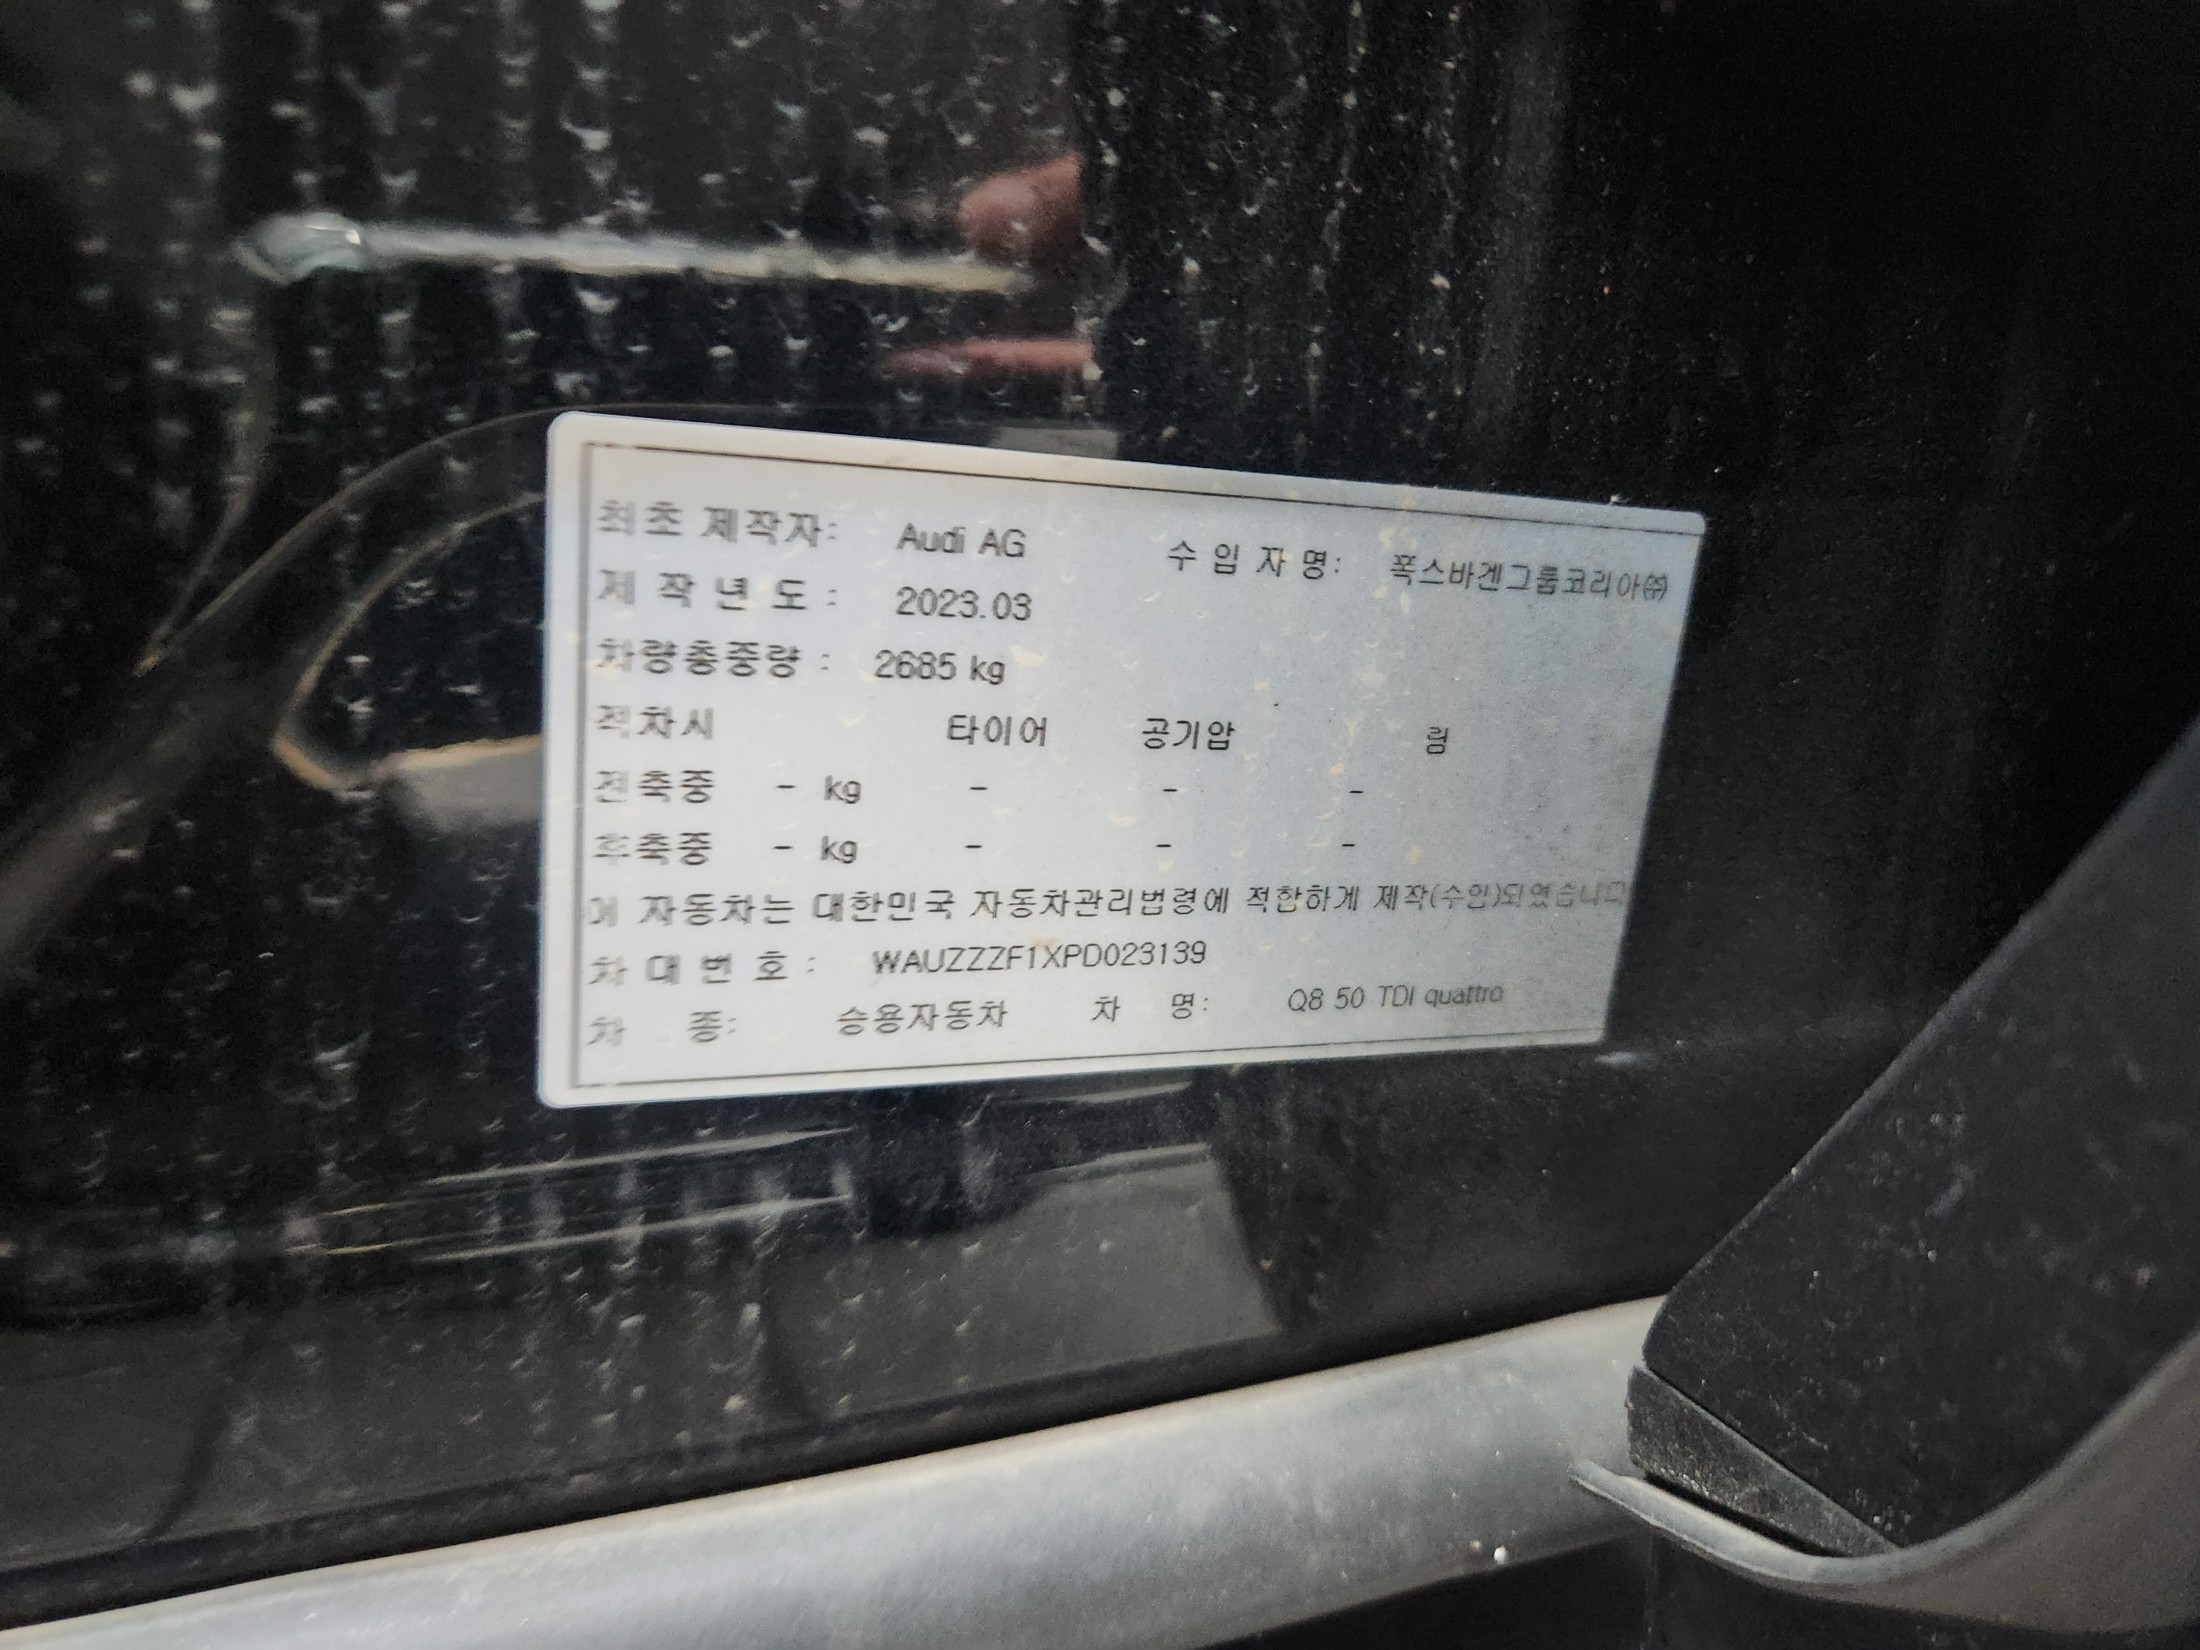 최초 제작자: Audi AG 수 입 자 명: 폭스바겐그룹코리아㈜
제 작 년 도 : 2023.03
차량총중량 : 2685 kg
적차시 타이어 공기압 림
전축중 - kg - - -
후축중 - kg - - -
이 자동차는 대한민국 자동차관리법령에 적합하게 제작(수입)되었습니다
차 대 번 호 : WAUZZZF1XPD023139
차 종: 승용자동차 차 명: Q8 50 TDI quattro